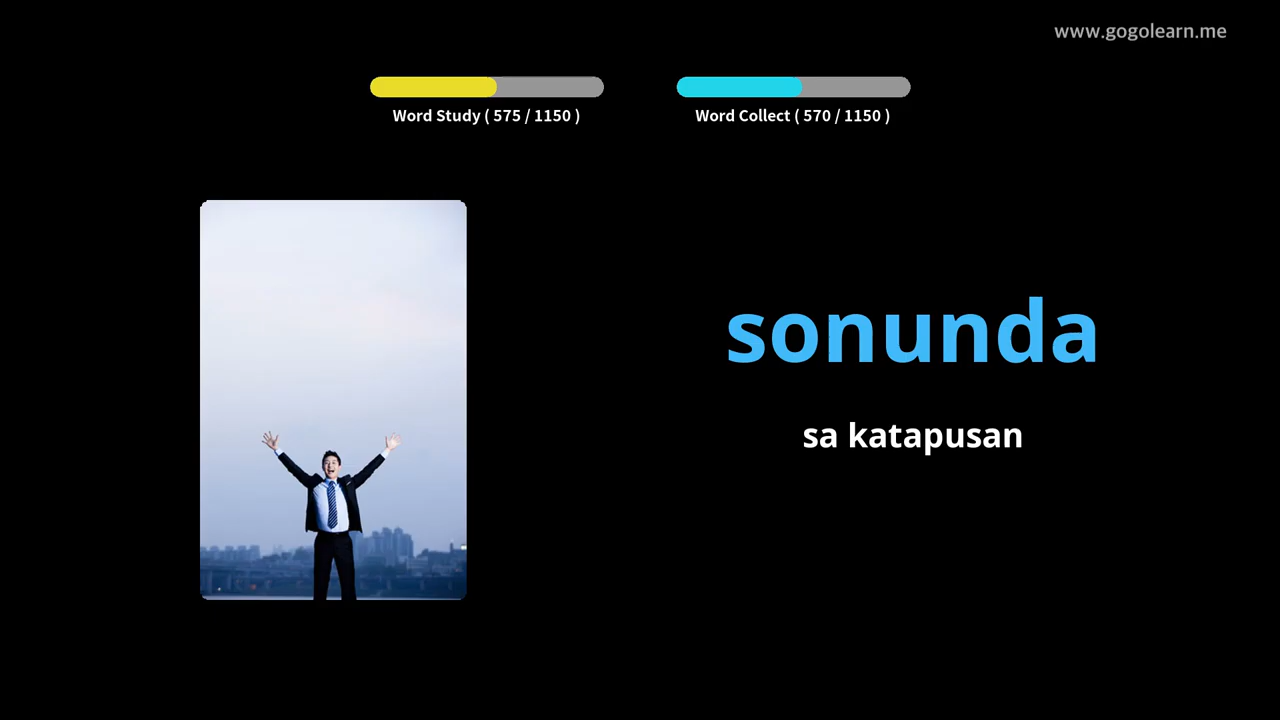 www.gogolearn.me
Word Study ( 575 / 1150 )
Word Collect ( 570 / 1150 )
sonunda
sa katapusan